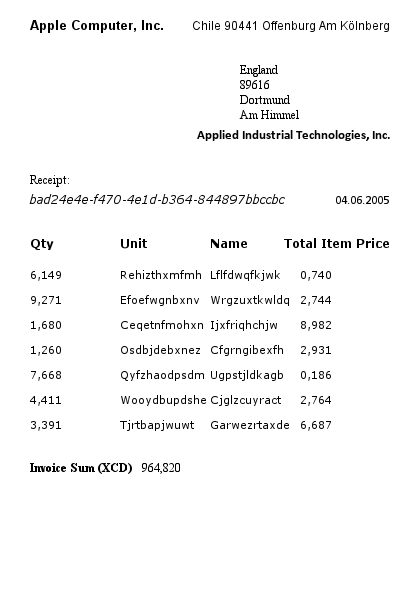 Apple Computer, Inc. Chile 90441 Offenburg Am Kölnberg
England
89616
Dortmund
Am Himmel
Applied Industrial Technologies, Inc.
Receipt:
bad24e4e-f470-4e1d-b364-844897bbccbc 04.06.2005
Qty Unit Name Total Item Price
6,149 Rehizthxmfmh Lflfdwqfkjwk 0,740
9,271 Efoefwgnbxnv Wrgzuxtkwldq 2,744
1,680 Ceqetnfmohxn Ijxfriqhchjw 8,982
1,260 Osdbjdebxnez Cfgrngibexfh 2,931
7,668 Qyfzhaodpsdm Ugpstjldkagb 0,186
4,411 Wooydbupdshe Cjglzcuyract 2,764
3,391 Tjrtbapjwuwt Garwezrtaxde 6,687
Invoice Sum (XCD) 964,820